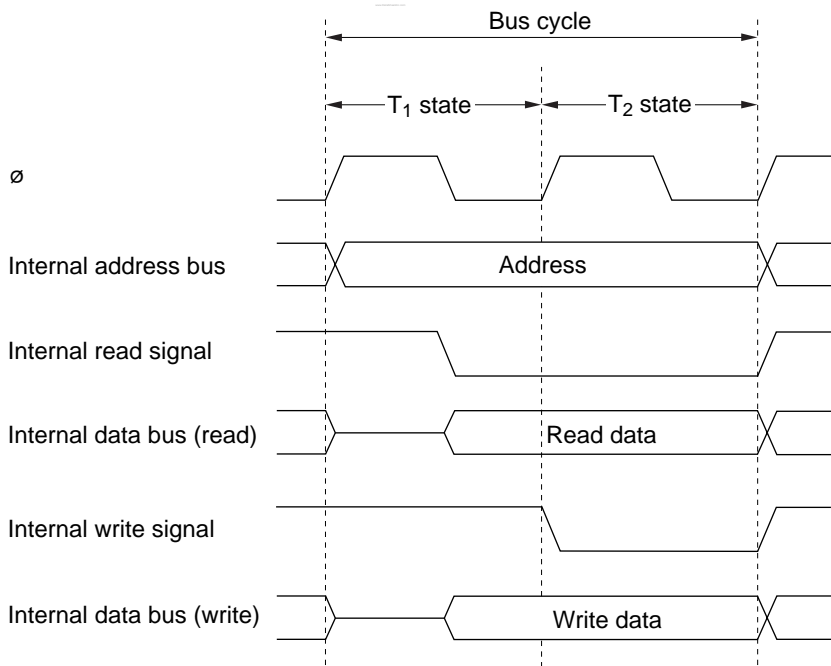 Bus cycle
T₁ state
T₂ state
ø
Internal address bus
Address
Internal read signal
Internal data bus (read)
Read data
Internal write signal
Internal data bus (write)
Write data